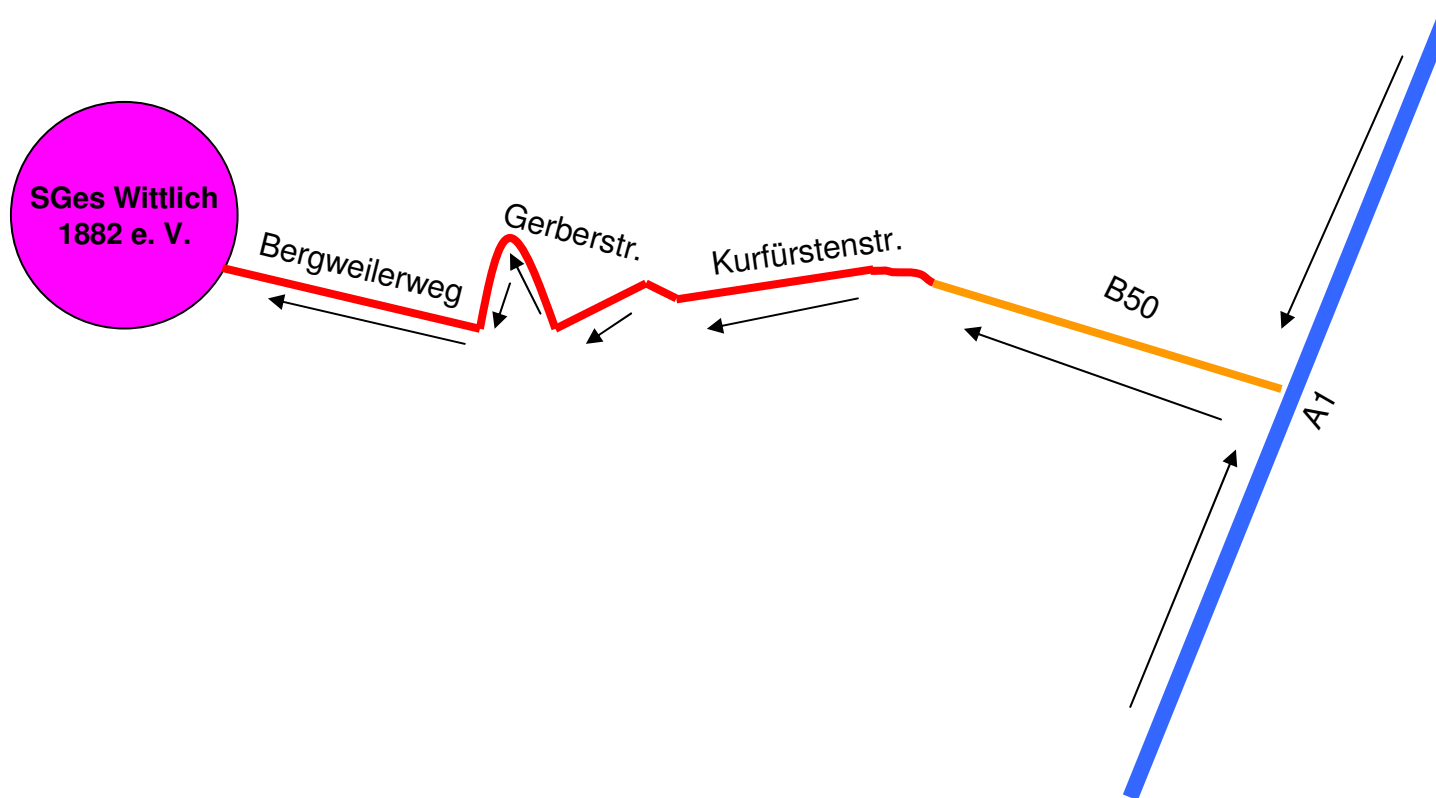 SGes Wittlich
1882 e. V.
Bergweilerweg
Gerberstr.
Kurfürstenstr.
B50
A1